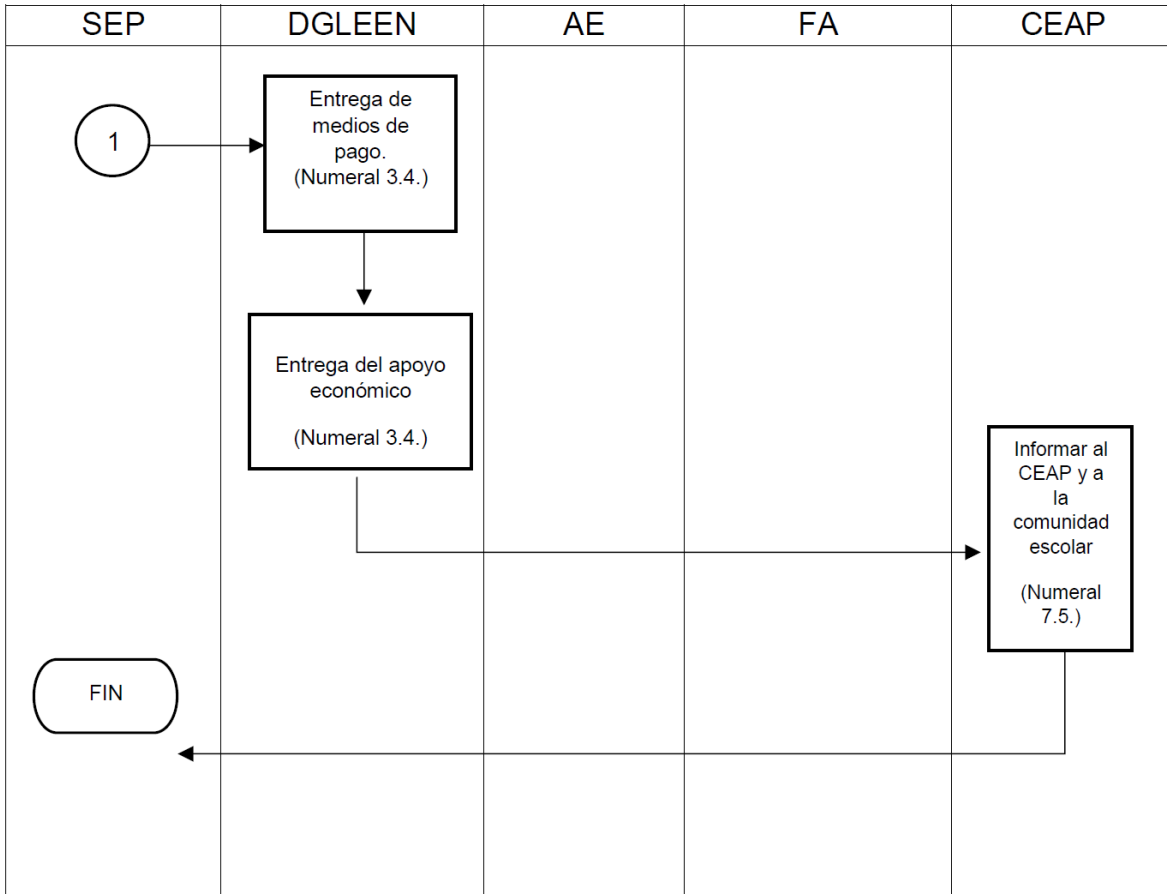 SEP
DGLEEN
AE
FA
CEAP
1
Entrega de
medios de
pago.
(Numeral 3.4.)
Entrega del apoyo
económico
(Numeral 3.4.)
Informar al
CEAP y a
la
comunidad
escolar
(Numeral
7.5.)
FIN